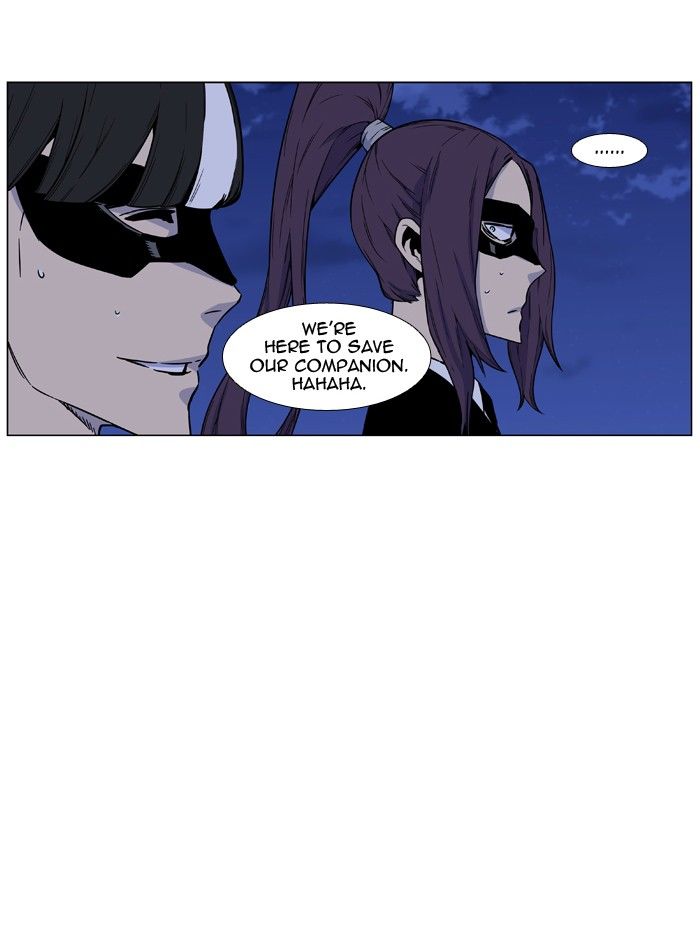 ......
WE'RE
HERE TO SAVE
OUR COMPANION.
HAHAHA.